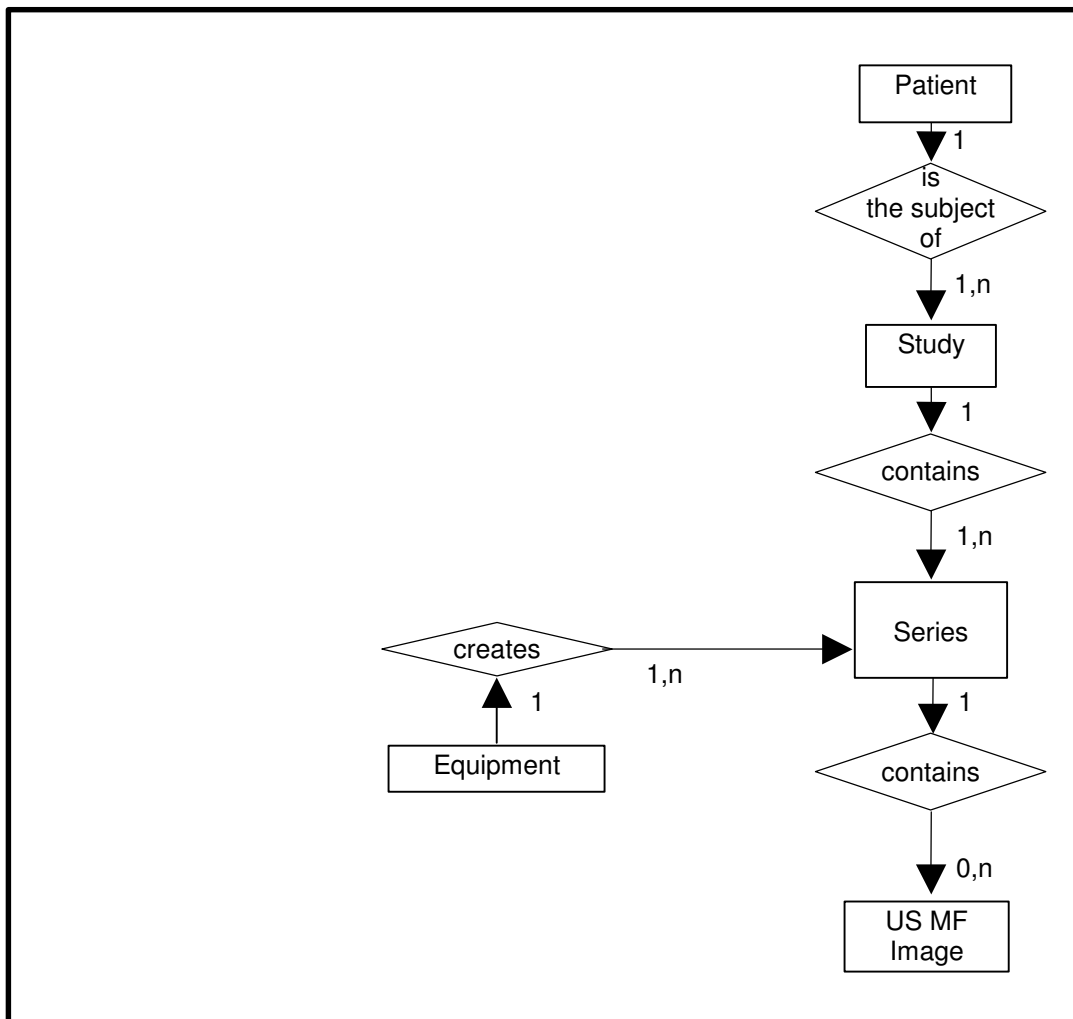 Patient
1
is
the subject
of
1,n
Study
1
contains
1,n
Series
creates
1,n
1
Equipment
1
contains
0,n
US MF
Image